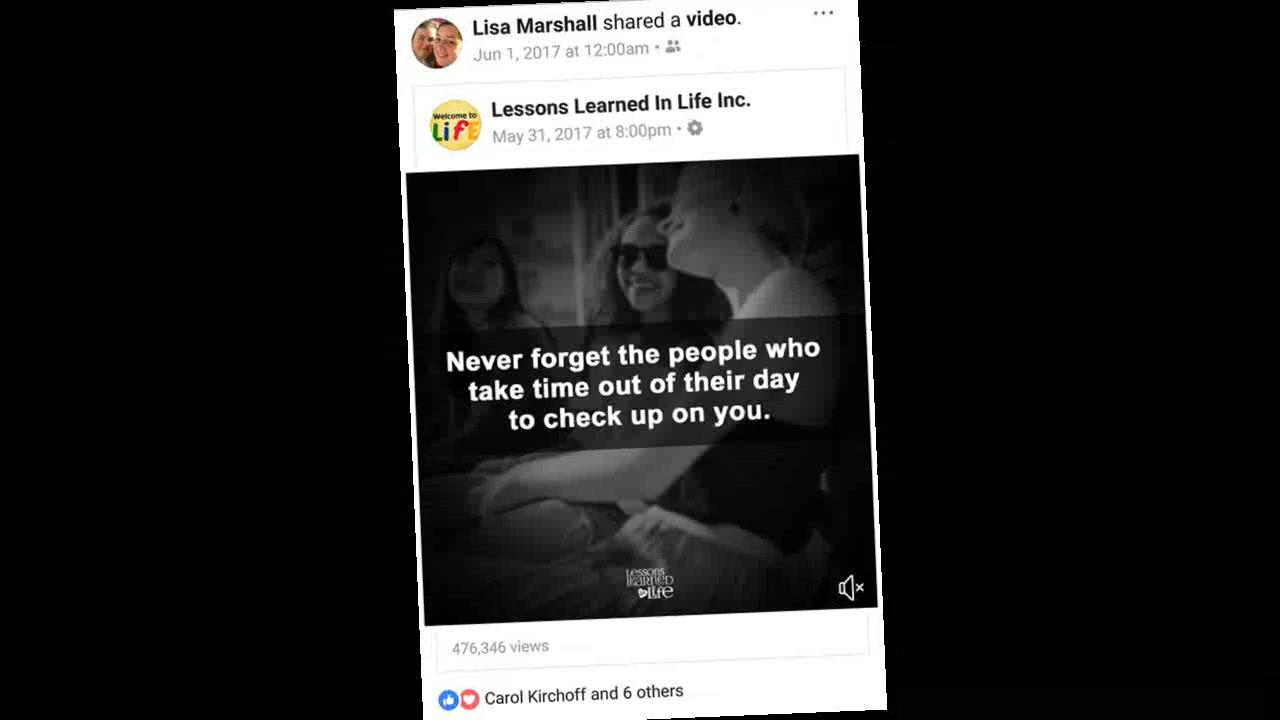 Lisa Marshall shared a video.
Jun 1, 2017 at 12:00am •
Welcome to
LiFE
Lessons Learned In Life Inc.
May 31, 2017 at 8:00pm •
Never forget the people who
take time out of their day
to check up on you.
Lessons
Learned
Life
476,346 views
Carol Kirchoff and 6 others